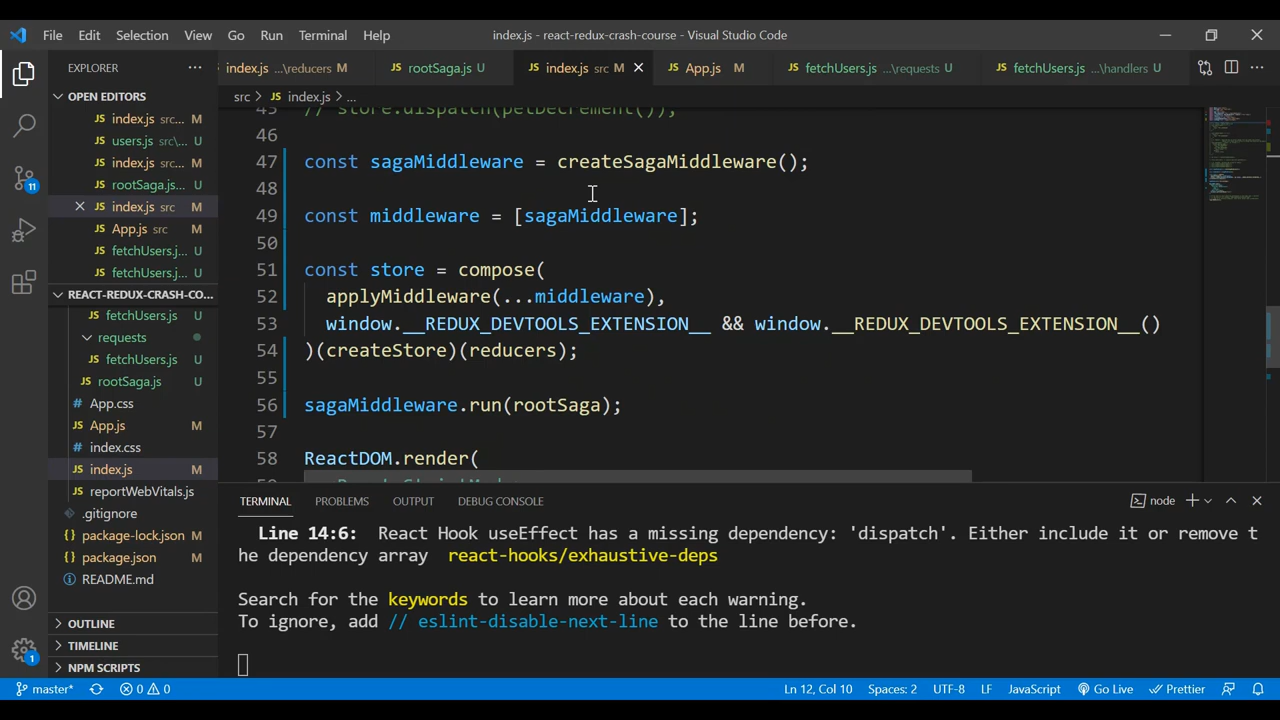 File Edit Selection View Go Run Terminal Help
index.js - react-redux-crash-course - Visual Studio Code
EXPLORER
index.js ...\reducers M
rootSaga.js U
index.js src M
App.js M
fetchUsers.js ...\requests U
fetchUsers.js ...\handlers U
OPEN EDITORS
index.js src... M
users.js src\... U
index.js src... M
rootSaga.js... U
index.js src M
App.js src M
fetchUsers.j... U
fetchUsers.j... U
REACT-REDUX-CRASH-CO...
fetchUsers.js U
requests
fetchUsers.js U
rootSaga.js U
App.css
App.js M
index.css
index.js M
reportWebVitals.js
.gitignore
package-lock.json M
package.json M
README.md
OUTLINE
TIMELINE
NPM SCRIPTS
src > index.js > ...
45 // store.dispatch(petDecrement());
46
47 const sagaMiddleware = createSagaMiddleware();
48
49 const middleware = [sagaMiddleware];
50
51 const store = compose(
52 applyMiddleware(...middleware),
53 window.__REDUX_DEVTOOLS_EXTENSION__ && window.__REDUX_DEVTOOLS_EXTENSION__()
54 )(createStore)(reducers);
55
56 sagaMiddleware.run(rootSaga);
57
58 ReactDOM.render(
TERMINAL PROBLEMS OUTPUT DEBUG CONSOLE
node
Line 14:6: React Hook useEffect has a missing dependency: 'dispatch'. Either include it or remove t
he dependency array react-hooks/exhaustive-deps
Search for the keywords to learn more about each warning.
To ignore, add // eslint-disable-next-line to the line before.
11
1
master* 0 0
Ln 12, Col 10 Spaces: 2 UTF-8 LF JavaScript Go Live Prettier